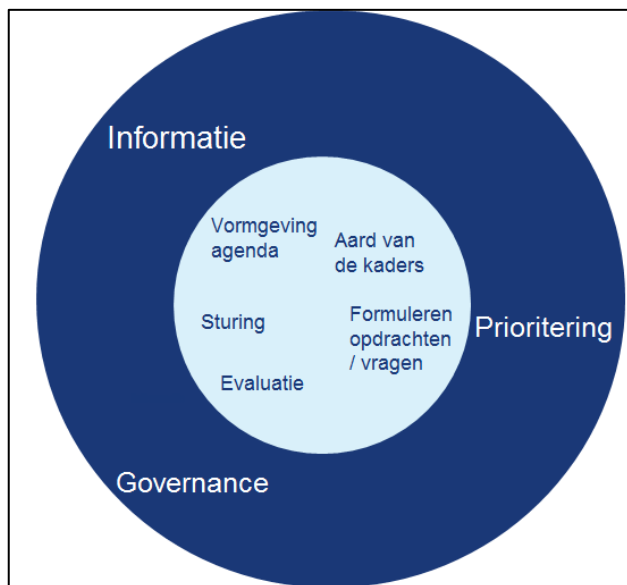 Informatie
Vormgeving
agenda
Aard van
de kaders
Sturing
Formuleren
opdrachten
/ vragen
Prioritering
Evaluatie
Governance